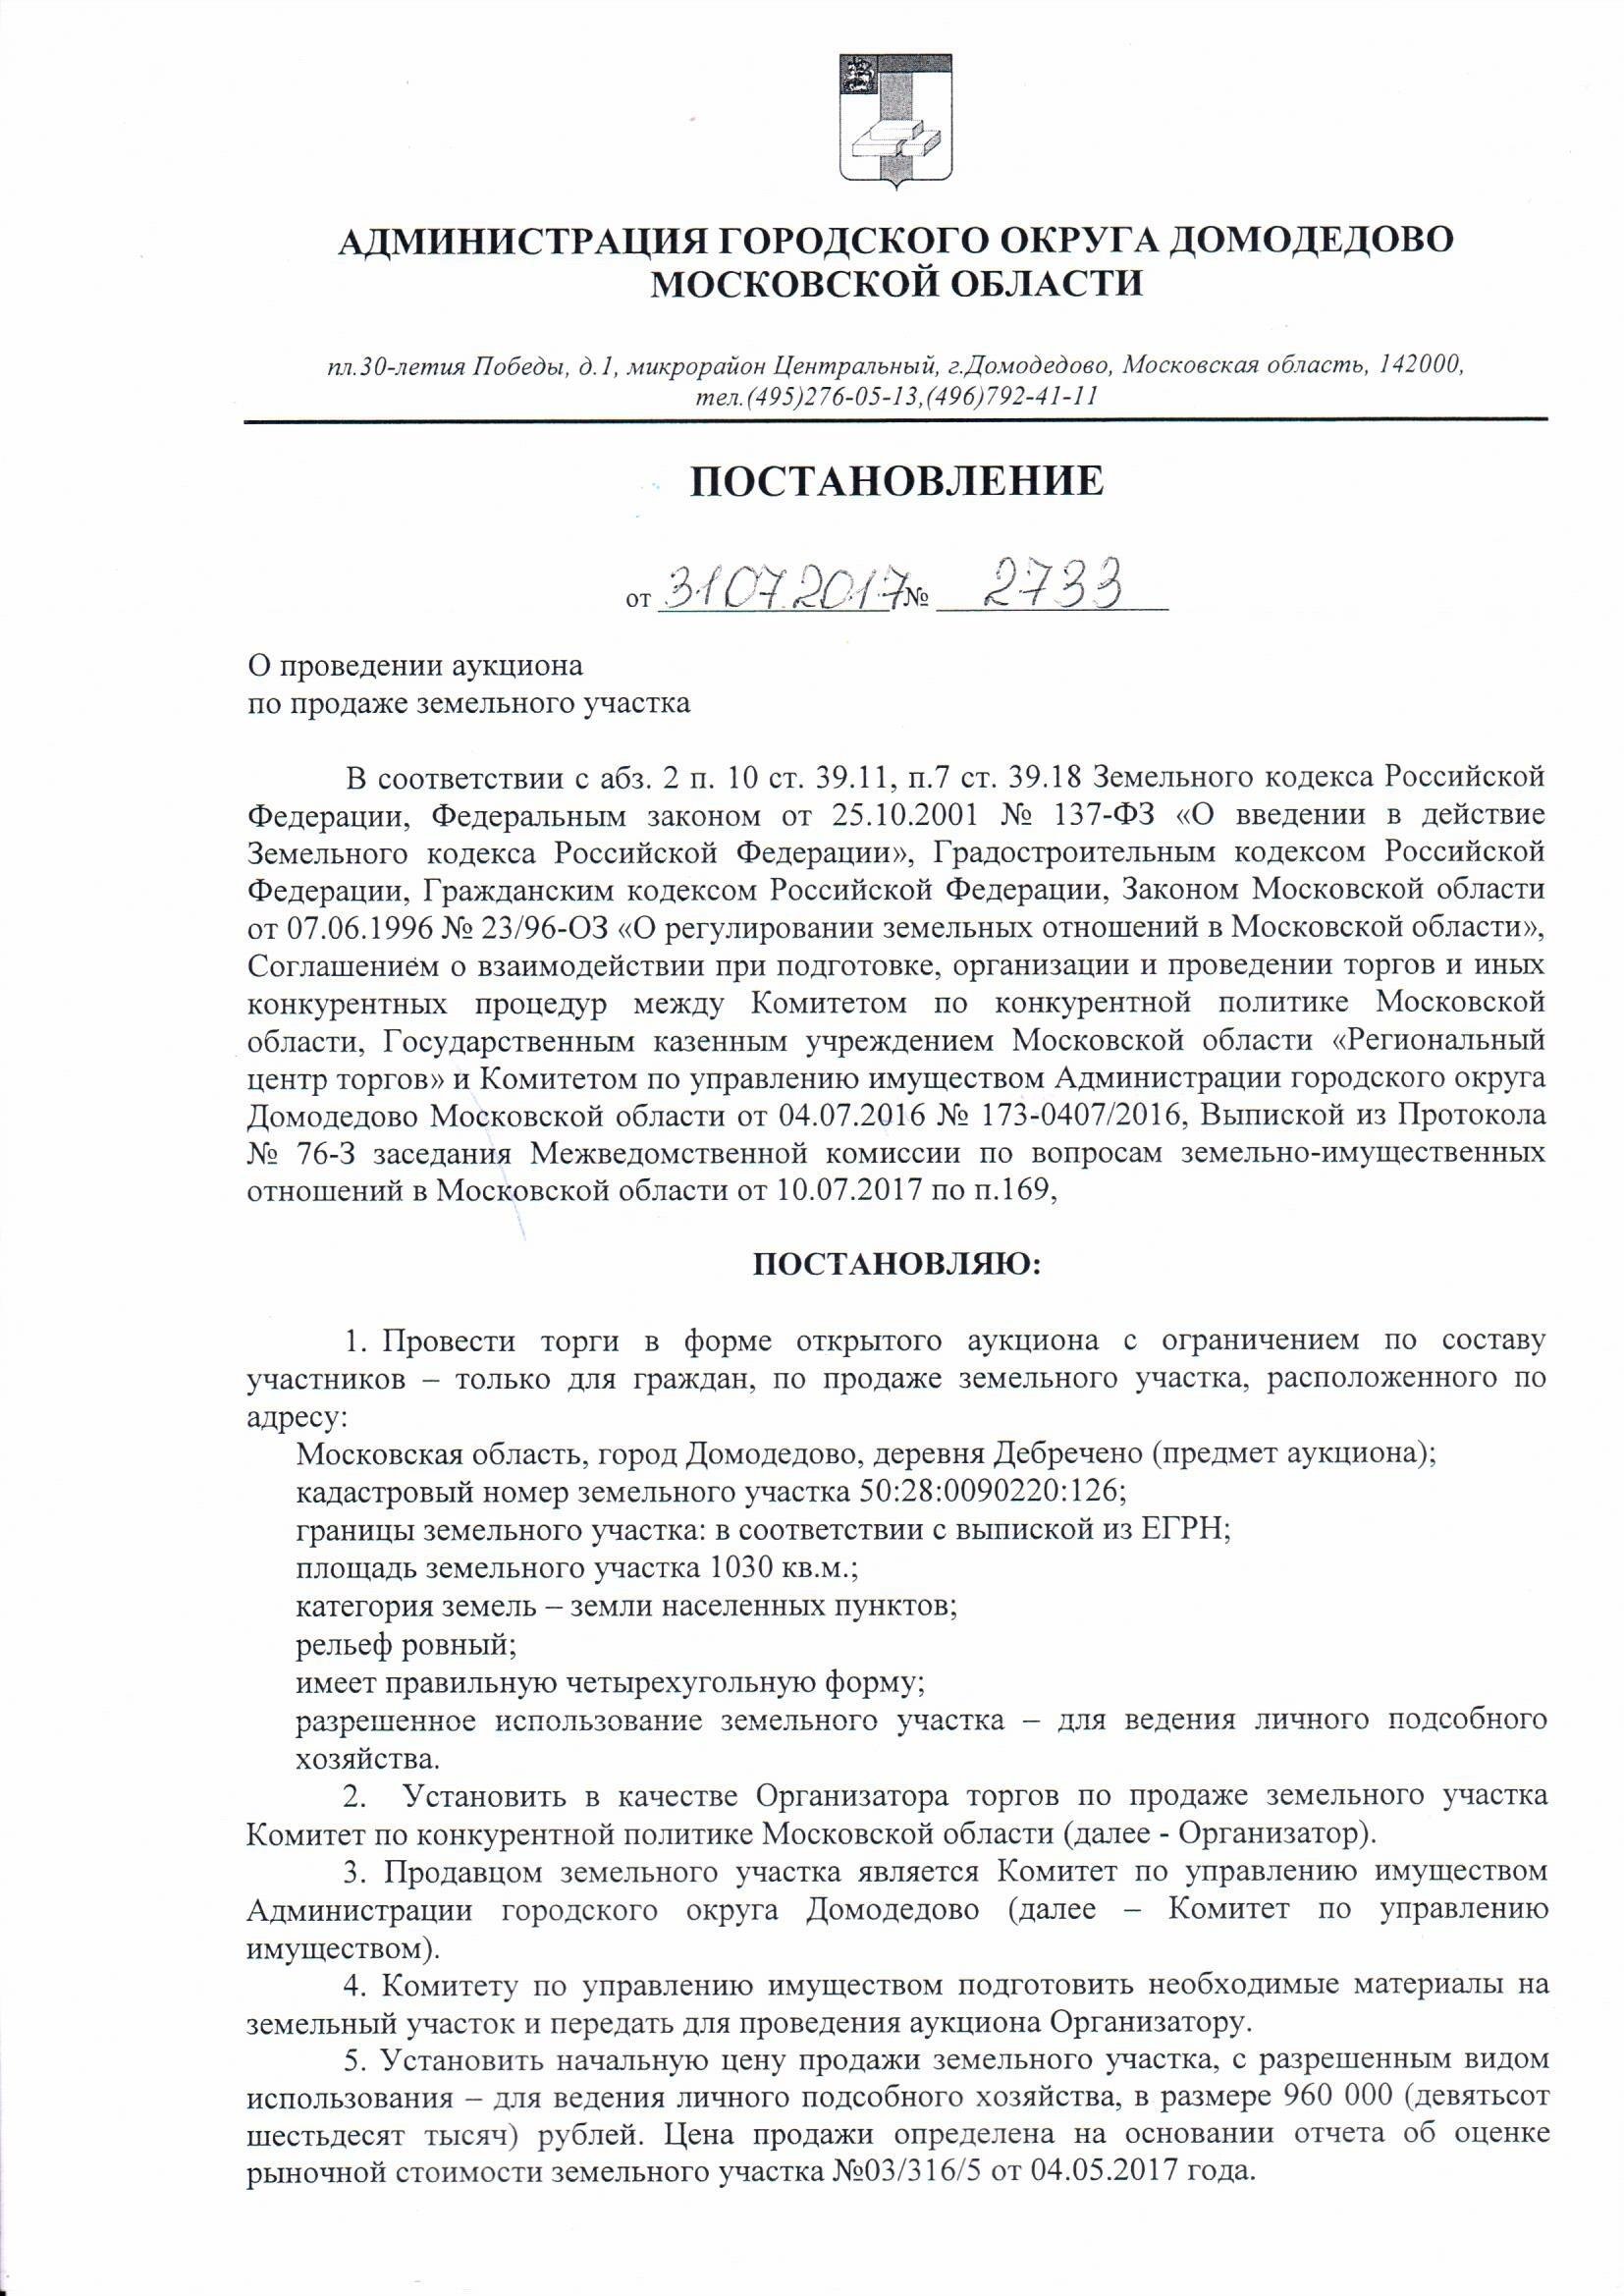 АДМИНИСТРАЦИЯ ГОРОДСКОГО ОКРУГА ДОМОДЕДОВО
МОСКОВСКОЙ ОБЛАСТИ
пл.30-летия Победы, д.1, микрорайон Центральный, г.Домодедово, Московская область, 142000,
тел.(495)276-05-13,(496)792-41-11
ПОСТАНОВЛЕНИЕ
от 31.07.2017 № 2733
О проведении аукциона
по продаже земельного участка
В соответствии с абз. 2 п. 10 ст. 39.11, п.7 ст. 39.18 Земельного кодекса Российской
Федерации, Федеральным законом от 25.10.2001 № 137-ФЗ «О введении в действие
Земельного кодекса Российской Федерации», Градостроительным кодексом Российской
Федерации, Гражданским кодексом Российской Федерации, Законом Московской области
от 07.06.1996 № 23/96-ОЗ «О регулировании земельных отношений в Московской области»,
Соглашением о взаимодействии при подготовке, организации и проведении торгов и иных
конкурентных процедур между Комитетом по конкурентной политике Московской
области, Государственным казенным учреждением Московской области «Региональный
центр торгов» и Комитетом по управлению имуществом Администрации городского округа
Домодедово Московской области от 04.07.2016 № 173-0407/2016, Выпиской из Протокола
№ 76-З заседания Межведомственной комиссии по вопросам земельно-имущественных
отношений в Московской области от 10.07.2017 по п.169,
ПОСТАНОВЛЯЮ:
1. Провести торги в форме открытого аукциона с ограничением по составу
участников – только для граждан, по продаже земельного участка, расположенного по
адресу:
Московская область, город Домодедово, деревня Дебречено (предмет аукциона);
кадастровый номер земельного участка 50:28:0090220:126;
границы земельного участка: в соответствии с выпиской из ЕГРН;
площадь земельного участка 1030 кв.м.;
категория земель – земли населенных пунктов;
рельеф ровный;
имеет правильную четырехугольную форму;
разрешенное использование земельного участка – для ведения личного подсобного
хозяйства.
2. Установить в качестве Организатора торгов по продаже земельного участка
Комитет по конкурентной политике Московской области (далее - Организатор).
3. Продавцом земельного участка является Комитет по управлению имуществом
Администрации городского округа Домодедово (далее – Комитет по управлению
имуществом).
4. Комитету по управлению имуществом подготовить необходимые материалы на
земельный участок и передать для проведения аукциона Организатору.
5. Установить начальную цену продажи земельного участка, с разрешенным видом
использования – для ведения личного подсобного хозяйства, в размере 960 000 (девятьсот
шестьдесят тысяч) рублей. Цена продажи определена на основании отчета об оценке
рыночной стоимости земельного участка №03/316/5 от 04.05.2017 года.